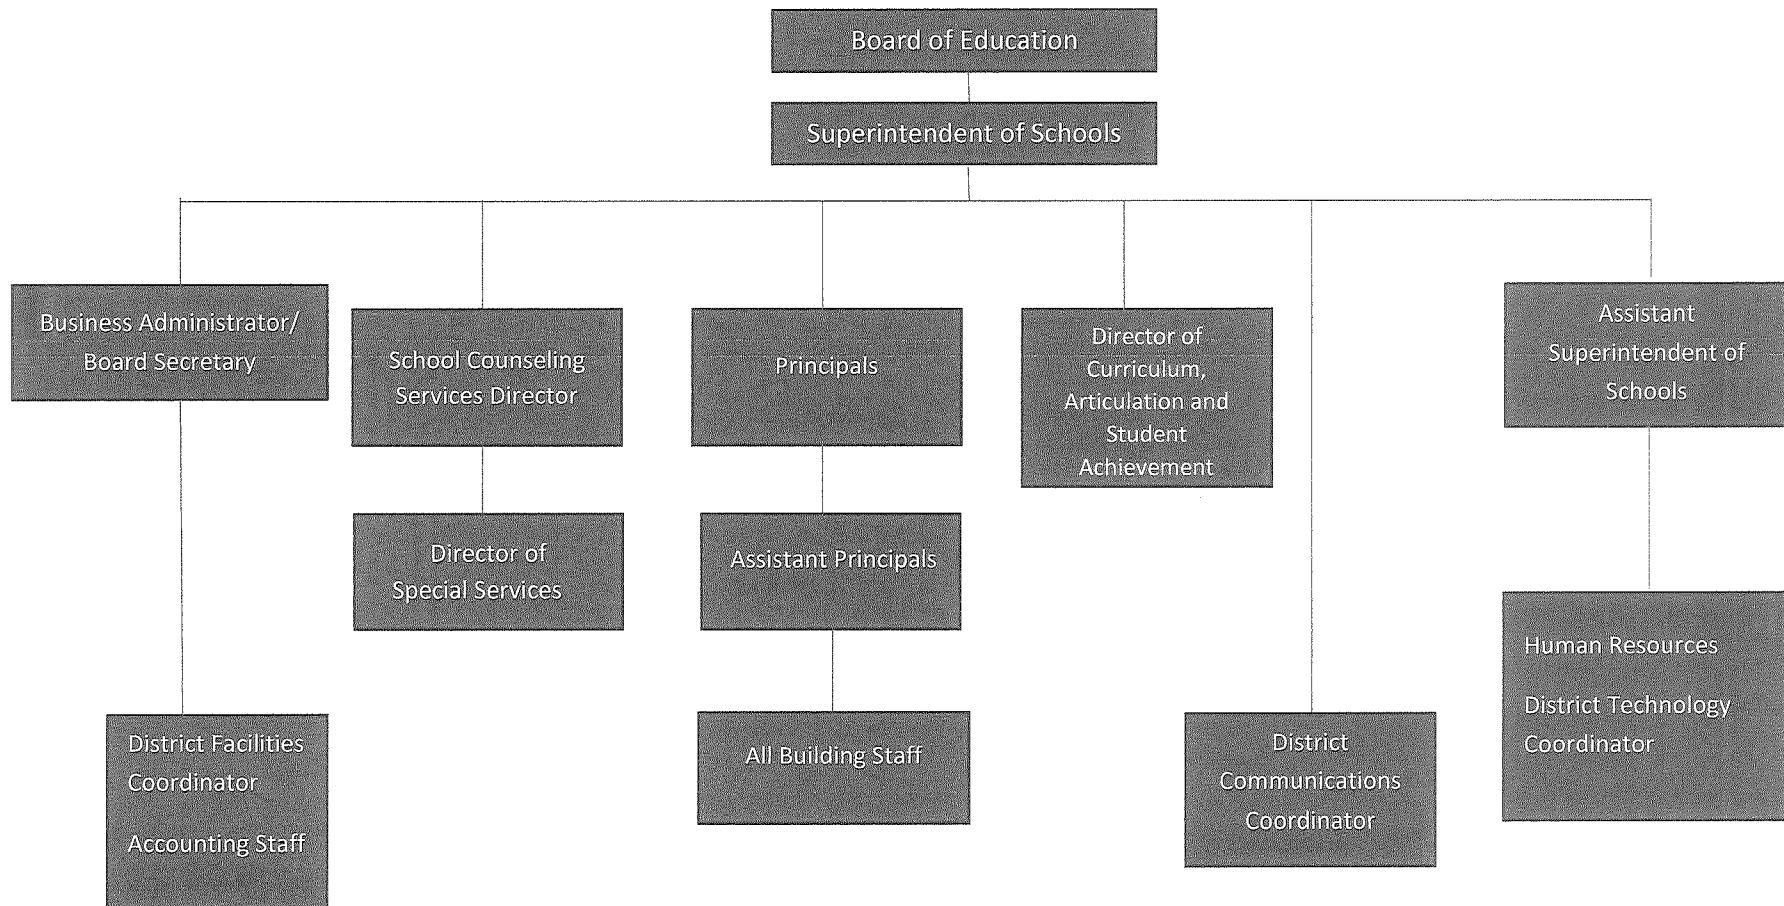 Board of Education
Superintendent of Schools
Business Administrator/
Board Secretary
School Counseling
Services Director
Principals
Director of
Curriculum,
Articulation and
Student
Achievement
Assistant
Superintendent of
Schools
Director of
Special Services
Assistant Principals
Human Resources
District Technology
Coordinator
District Facilities
Coordinator
Accounting Staff
All Building Staff
District
Communications
Coordinator